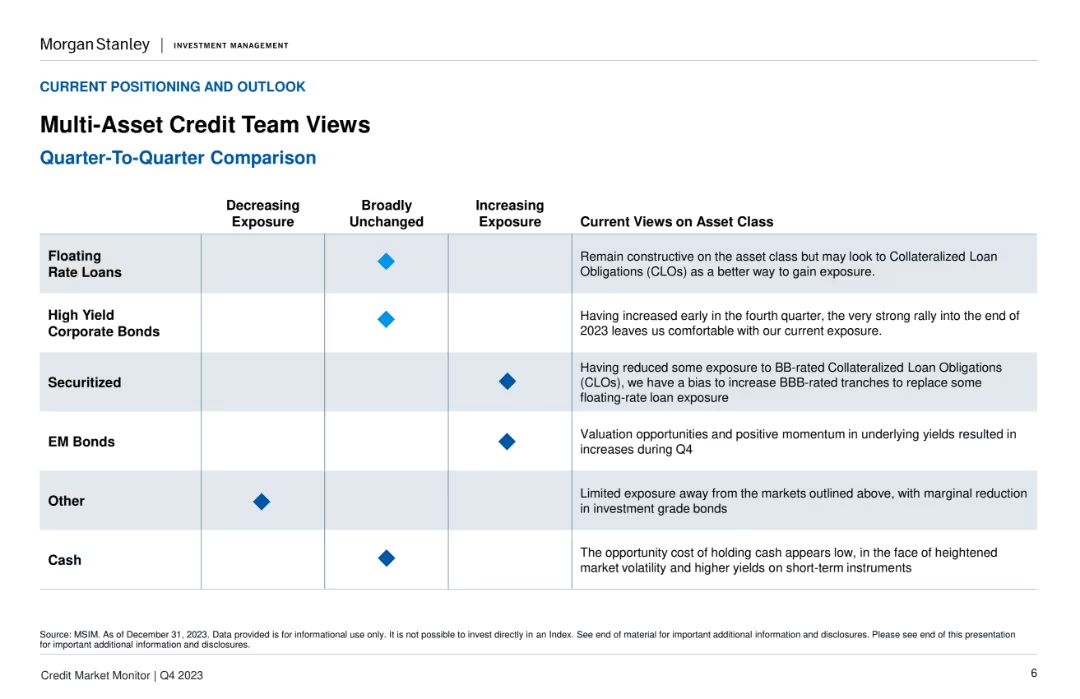 Morgan Stanley | INVESTMENT MANAGEMENT
CURRENT POSITIONING AND OUTLOOK
Multi-Asset Credit Team Views
Quarter-To-Quarter Comparison
Decreasing
Exposure
Broadly
Unchanged
Increasing
Exposure
Current Views on Asset Class
Floating
Rate Loans
Remain constructive on the asset class but may look to Collateralized Loan
Obligations (CLOs) as a better way to gain exposure.
High Yield
Corporate Bonds
Having increased early in the fourth quarter, the very strong rally into the end of
2023 leaves us comfortable with our current exposure.
Securitized
Having reduced some exposure to BB-rated Collateralized Loan Obligations
(CLOs), we have a bias to increase BBB-rated tranches to replace some
floating-rate loan exposure
EM Bonds
Valuation opportunities and positive momentum in underlying yields resulted in
increases during Q4
Other
Limited exposure away from the markets outlined above, with marginal reduction
in investment grade bonds
Cash
The opportunity cost of holding cash appears low, in the face of heightened
market volatility and higher yields on short-term instruments
Source: MSIM. As of December 31, 2023. Data provided is for informational use only. It is not possible to invest directly in an Index. See end of material for important additional information and disclosures. Please see end of this presentation
for important additional information and disclosures.
Credit Market Monitor | Q4 2023
6